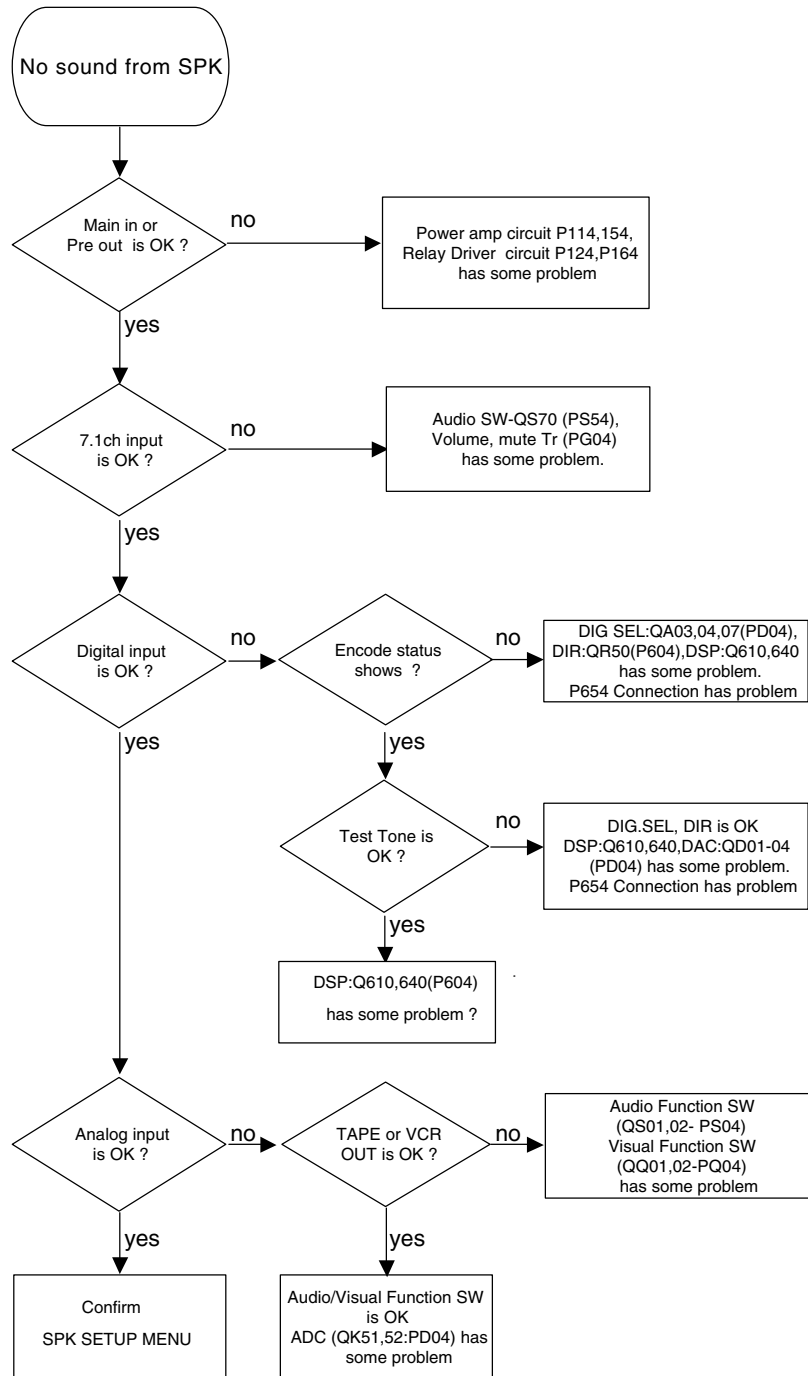 No sound from SPK
Main in or
Pre out is OK ?
no
Power amp circuit P114,154,
Relay Driver circuit P124,P164
has some problem
yes
7.1ch input
is OK ?
no
Audio SW-QS70 (PS54),
Volume, mute Tr (PG04)
has some problem.
yes
Digital input
is OK ?
no
Encode status
shows ?
no
DIG SEL:QA03,04,07(PD04),
DIR:QR50(P604),DSP:Q610,640
has some problem.
P654 Connection has problem
yes
yes
Test Tone is
OK ?
no
DIG.SEL, DIR is OK
DSP:Q610,640,DAC:QD01-04
(PD04) has some problem.
P654 Connection has problem
yes
DSP:Q610,640(P604)
has some problem ?
Analog input
is OK ?
no
TAPE or VCR
OUT is OK ?
no
Audio Function SW
(QS01,02- PS04)
Visual Function SW
(QQ01,02-PQ04)
has some problem
yes
yes
Confirm
SPK SETUP MENU
Audio/Visual Function SW
is OK
ADC (QK51,52:PD04) has
some problem